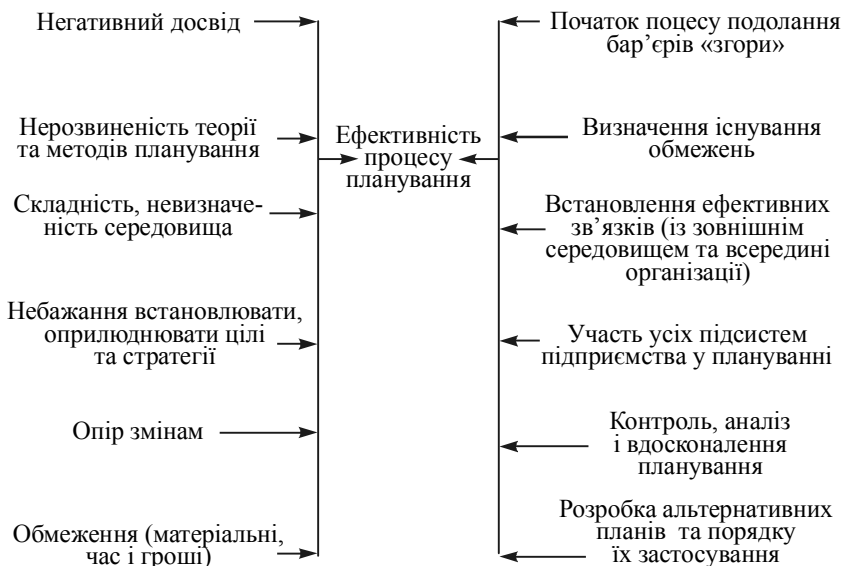 Негативний досвід
Нерозвиненість теорії
та методів планування
Складність, невизначе-
ність середовища
Небажання встановлювати,
оприлюднювати цілі
та стратегії
Опір змінам
Обмеження (матеріальні,
час і гроші)
Ефективність
процесу
планування
Початок поцесу подолання
бар’єрів «згори»
Визначення існування
обмежень
Встановлення ефективних
зв’язків (із зовнішнім
середовищем та всередині
організації)
Участь усіх підсистем
підприємства у плануванні
Контроль, аналіз
і вдосконалення
планування
Розробка альтернативних
планів та порядку
їх застосування